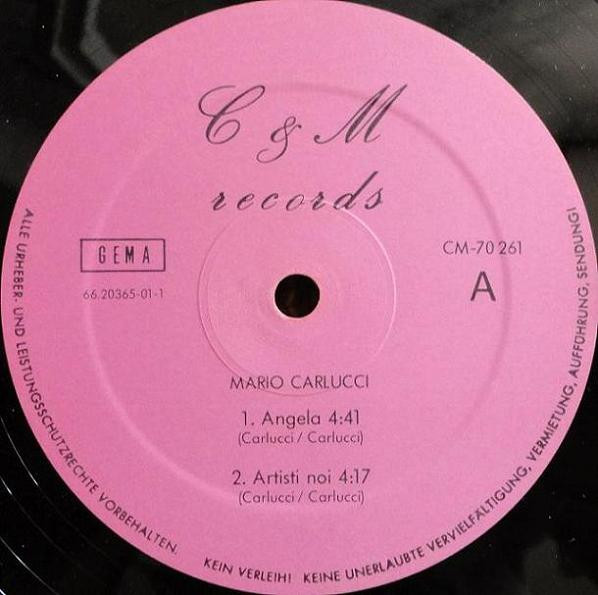 C & M
records
GEMA
66.20365-01-1
CM-70 261
A
MARIO CARLUCCI
1. Angela 4:41
(Carlucci / Carlucci)
2. Artisti noi 4:17
(Carlucci / Carlucci)
ALLE URHEBER. UND LEISTUNGSSCHUTZRECHTE VORBEHALTEN. KEIN VERLEIH! KEINE UNERLAUBTE VERVIELFÄLTIGUNG, VERMIETUNG, AUFFÜHRUNG, SENDUNG!